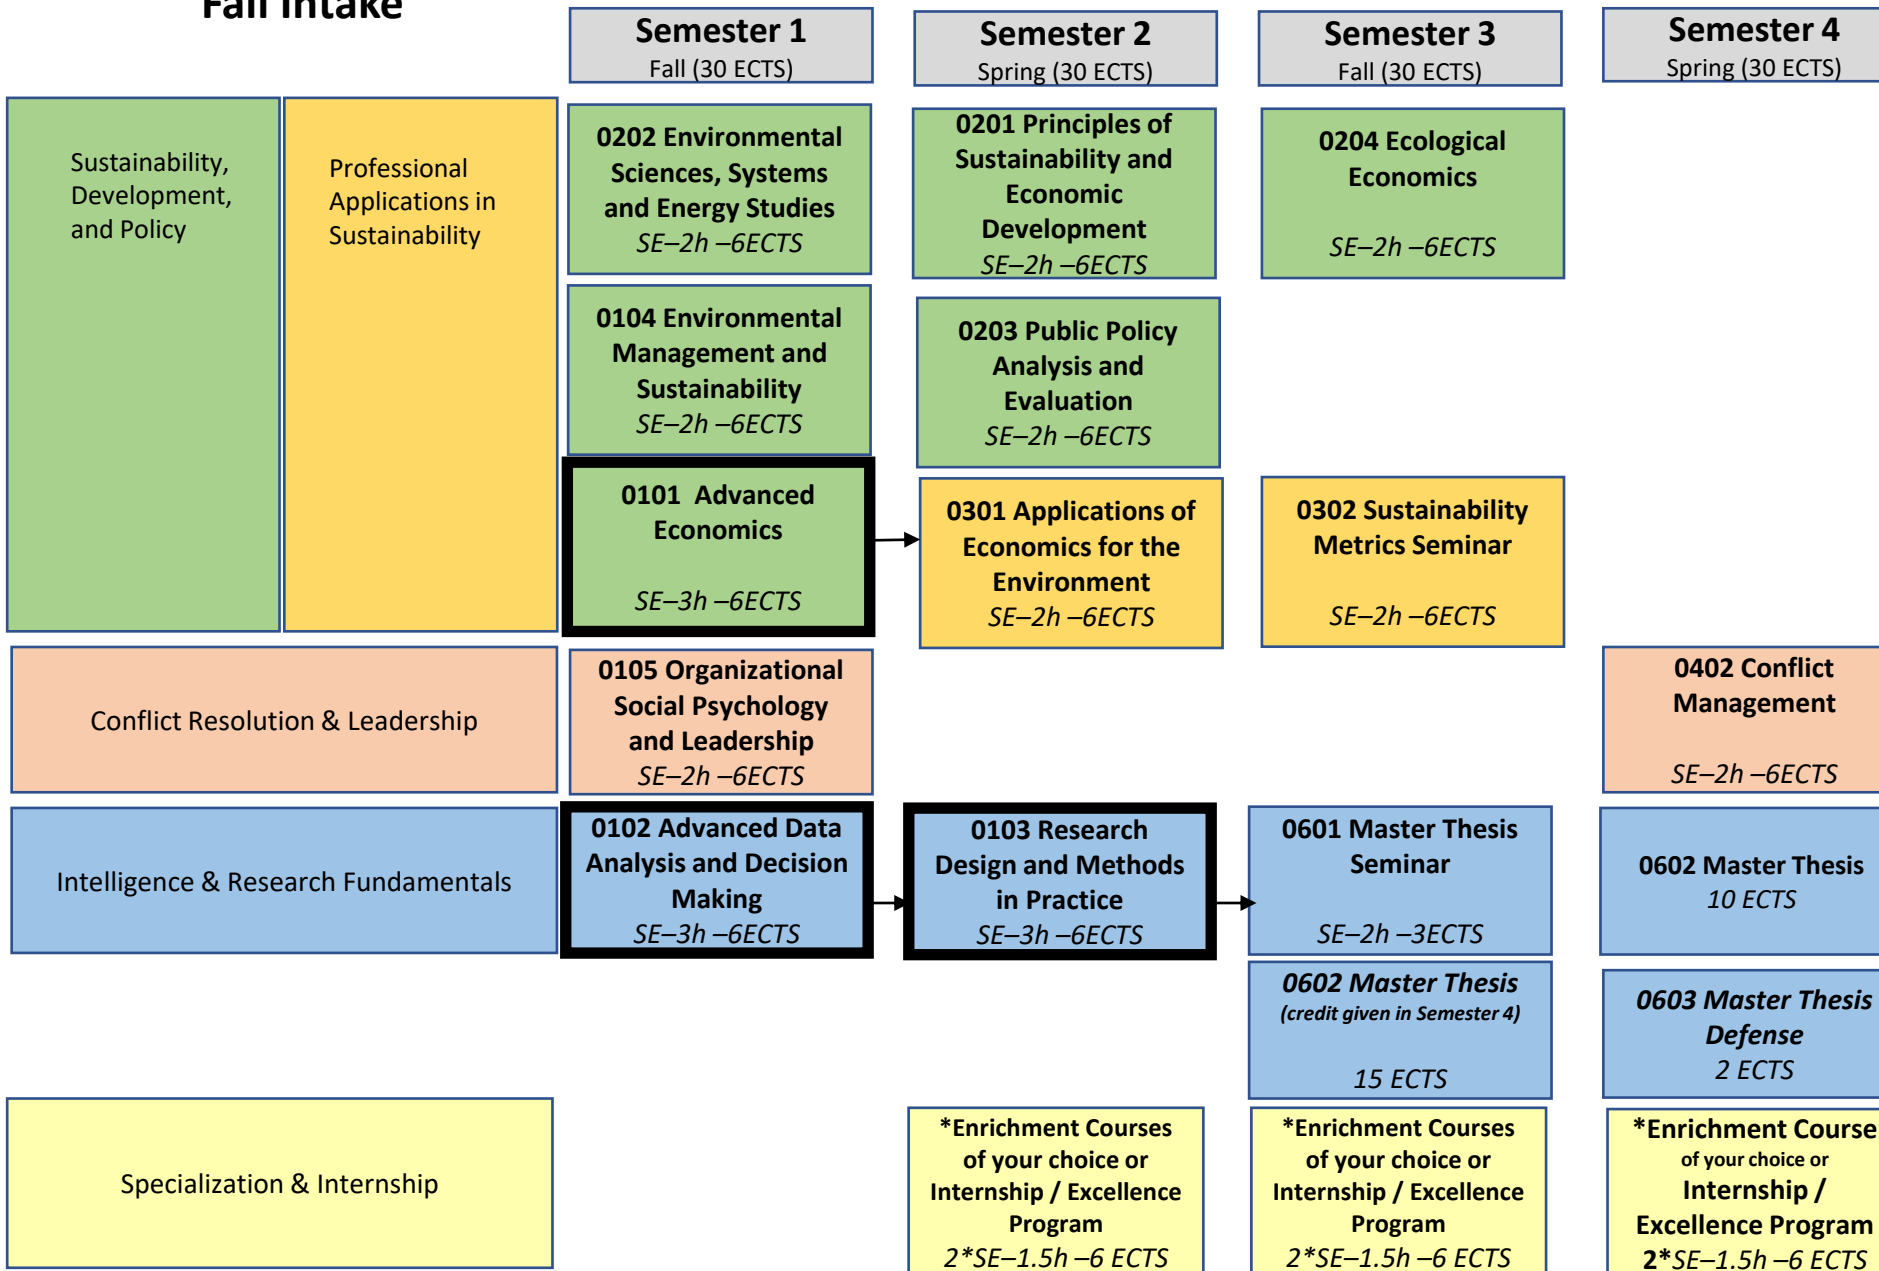 Fall Intake
Semester 1
Fall (30 ECTS)
Semester 2
Spring (30 ECTS)
Semester 3
Fall (30 ECTS)
Semester 4
Spring (30 ECTS)
Sustainability,
Development,
and Policy
Professional
Applications in
Sustainability
0202 Environmental
Sciences, Systems
and Energy Studies
SE–2h –6ECTS
0201 Principles of
Sustainability and
Economic
Development
SE–2h –6ECTS
0204 Ecological
Economics
SE–2h –6ECTS
0104 Environmental
Management and
Sustainability
SE–2h –6ECTS
0203 Public Policy
Analysis and
Evaluation
SE–2h –6ECTS
0101 Advanced
Economics
SE–3h –6ECTS
0301 Applications of
Economics for the
Environment
SE–2h –6ECTS
0302 Sustainability
Metrics Seminar
SE–2h –6ECTS
Conflict Resolution & Leadership
0105 Organizational
Social Psychology
and Leadership
SE–2h –6ECTS
0402 Conflict
Management
SE–2h –6ECTS
Intelligence & Research Fundamentals
0102 Advanced Data
Analysis and Decision
Making
SE–3h –6ECTS
0103 Research
Design and Methods
in Practice
SE–3h –6ECTS
0601 Master Thesis
Seminar
SE–2h –3ECTS
0602 Master Thesis
10 ECTS
0602 Master Thesis
(credit given in Semester 4)
15 ECTS
0603 Master Thesis
Defense
2 ECTS
Specialization & Internship
*Enrichment Courses
of your choice or
Internship / Excellence
Program
2*SE–1.5h –6 ECTS
*Enrichment Courses
of your choice or
Internship / Excellence
Program
2*SE–1.5h –6 ECTS
*Enrichment Course
of your choice or
Internship /
Excellence Program
2*SE–1.5h –6 ECTS